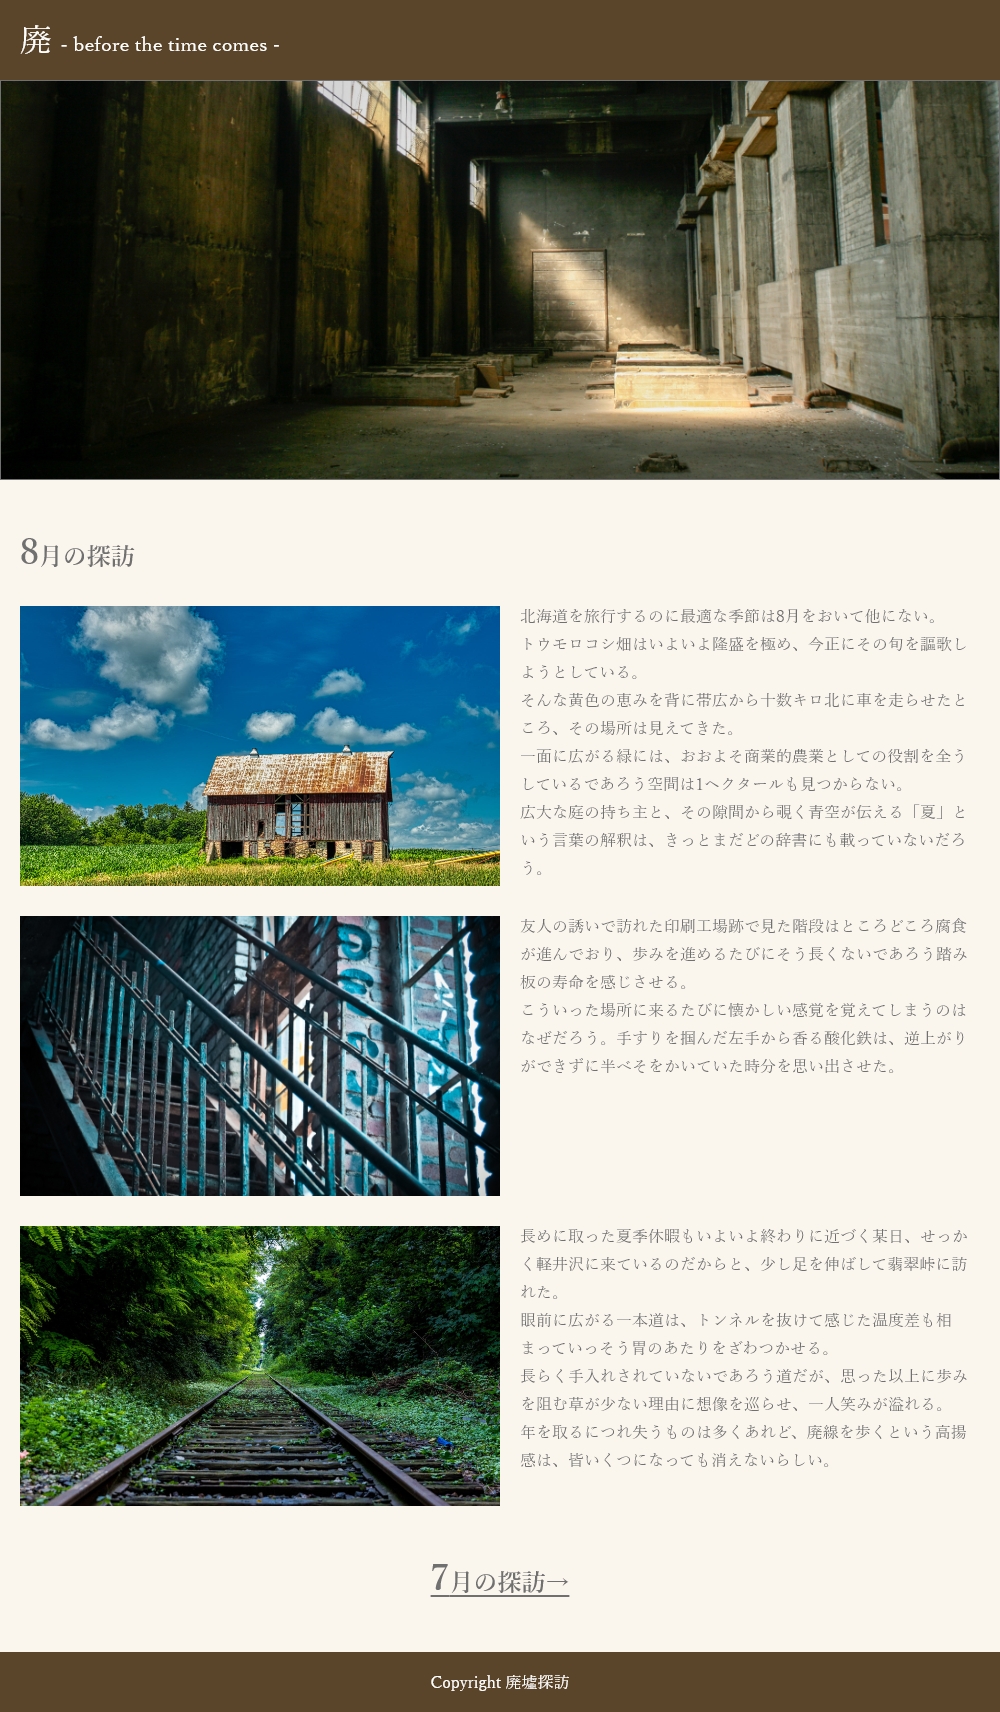 廃 - before the time comes -
8月の探訪
北海道を旅行するのに最適な季節は8月をおいて他にない。
トウモロコシ畑はいよいよ隆盛を極め、今正にその旬を謳歌し
ようとしている。
そんな黄色の恵みを背に帯広から十数キロ北に車を走らせたと
ころ、その場所は見えてきた。
一面に広がる緑には、おおよそ商業的農業としての役割を全う
しているであろう空間は1ヘクタールも見つからない。
広大な庭の持ち主と、その隙間から覗く青空が伝える「夏」と
いう言葉の解釈は、きっとまだどの辞書にも載っていないだろ
う。
友人の誘いで訪れた印刷工場跡で見た階段はところどころ腐食
が進んでおり、歩みを進めるたびにそう長くないであろう踏み
板の寿命を感じさせる。
こういった場所に来るたびに懐かしい感覚を覚えてしまうのは
なぜだろう。手すりを掴んだ左手から香る酸化鉄は、逆上がり
ができずに半べそをかいていた時分を思い出させた。
長めに取った夏季休暇もいよいよ終わりに近づく某日、せっか
く軽井沢に来ているのだからと、少し足を伸ばして翡翠峠に訪
れた。
眼前に広がる一本道は、トンネルを抜けて感じた温度差も相
まっていっそう胃のあたりをざわつかせる。
長らく手入れされていないであろう道だが、思った以上に歩み
を阻む草が少ない理由に想像を巡らせ、一人笑みが溢れる。
年を取るにつれ失うものは多くあれど、廃線を歩くという高揚
感は、皆いくつになっても消えないらしい。
7月の探訪→
Copyright 廃墟探訪